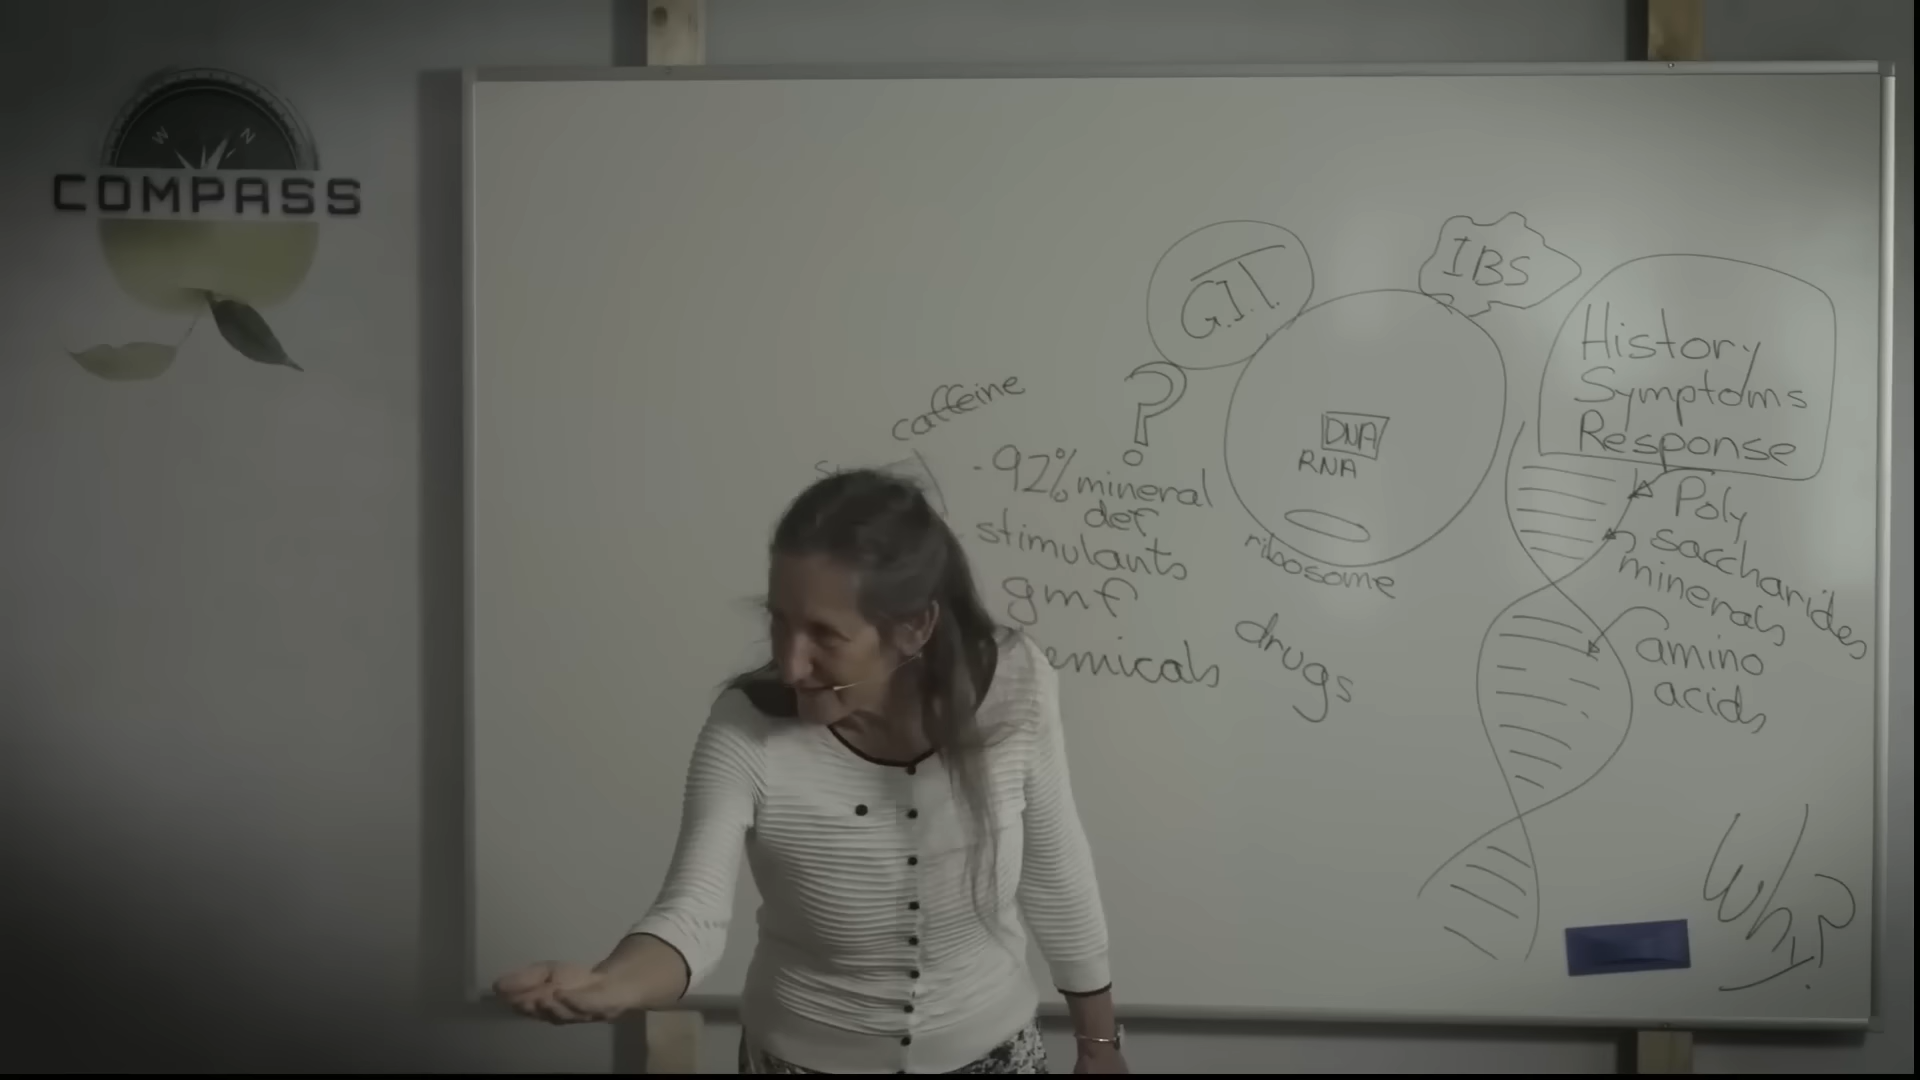 W N
COMPASS
caffeine
-92% mineral
def
stimulants
gmf
emicals
drugs
?
G.I.T.
DNA
RNA
ribosome
IBS
History
Symptoms
Response
Poly
saccharides
minerals
amino
acids
Why?